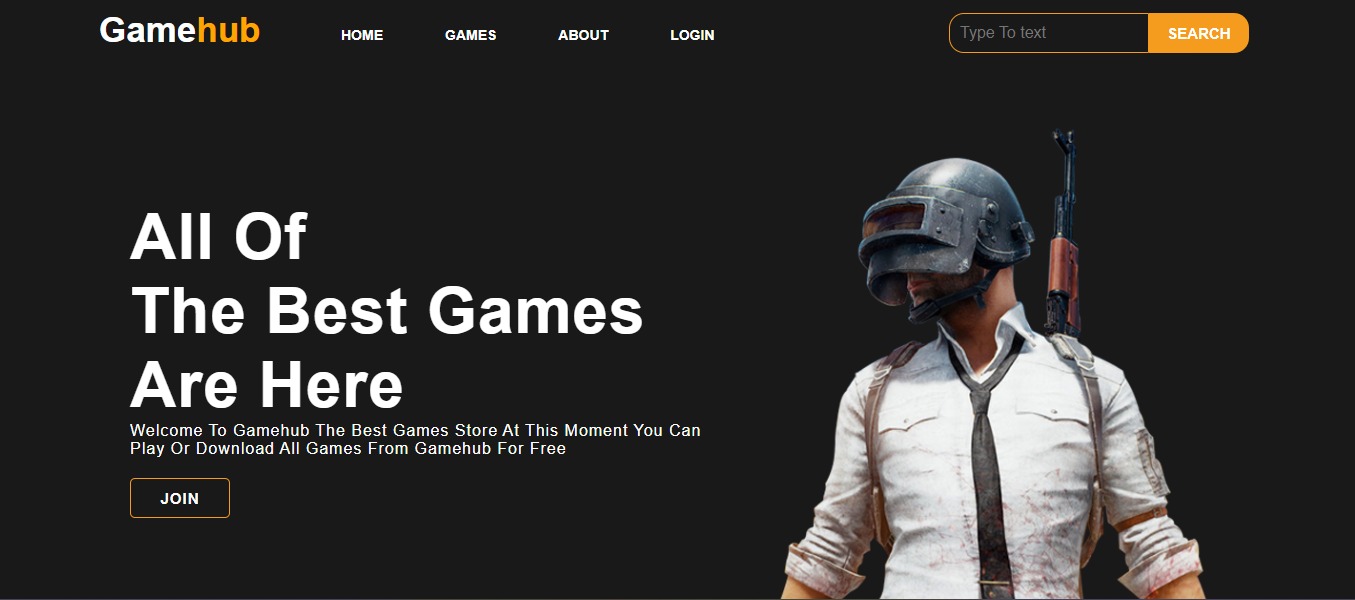 Gamehub
HOME GAMES ABOUT LOGIN
Type To text SEARCH
All Of
The Best Games
Are Here
Welcome To Gamehub The Best Games Store At This Moment You Can
Play Or Download All Games From Gamehub For Free
JOIN